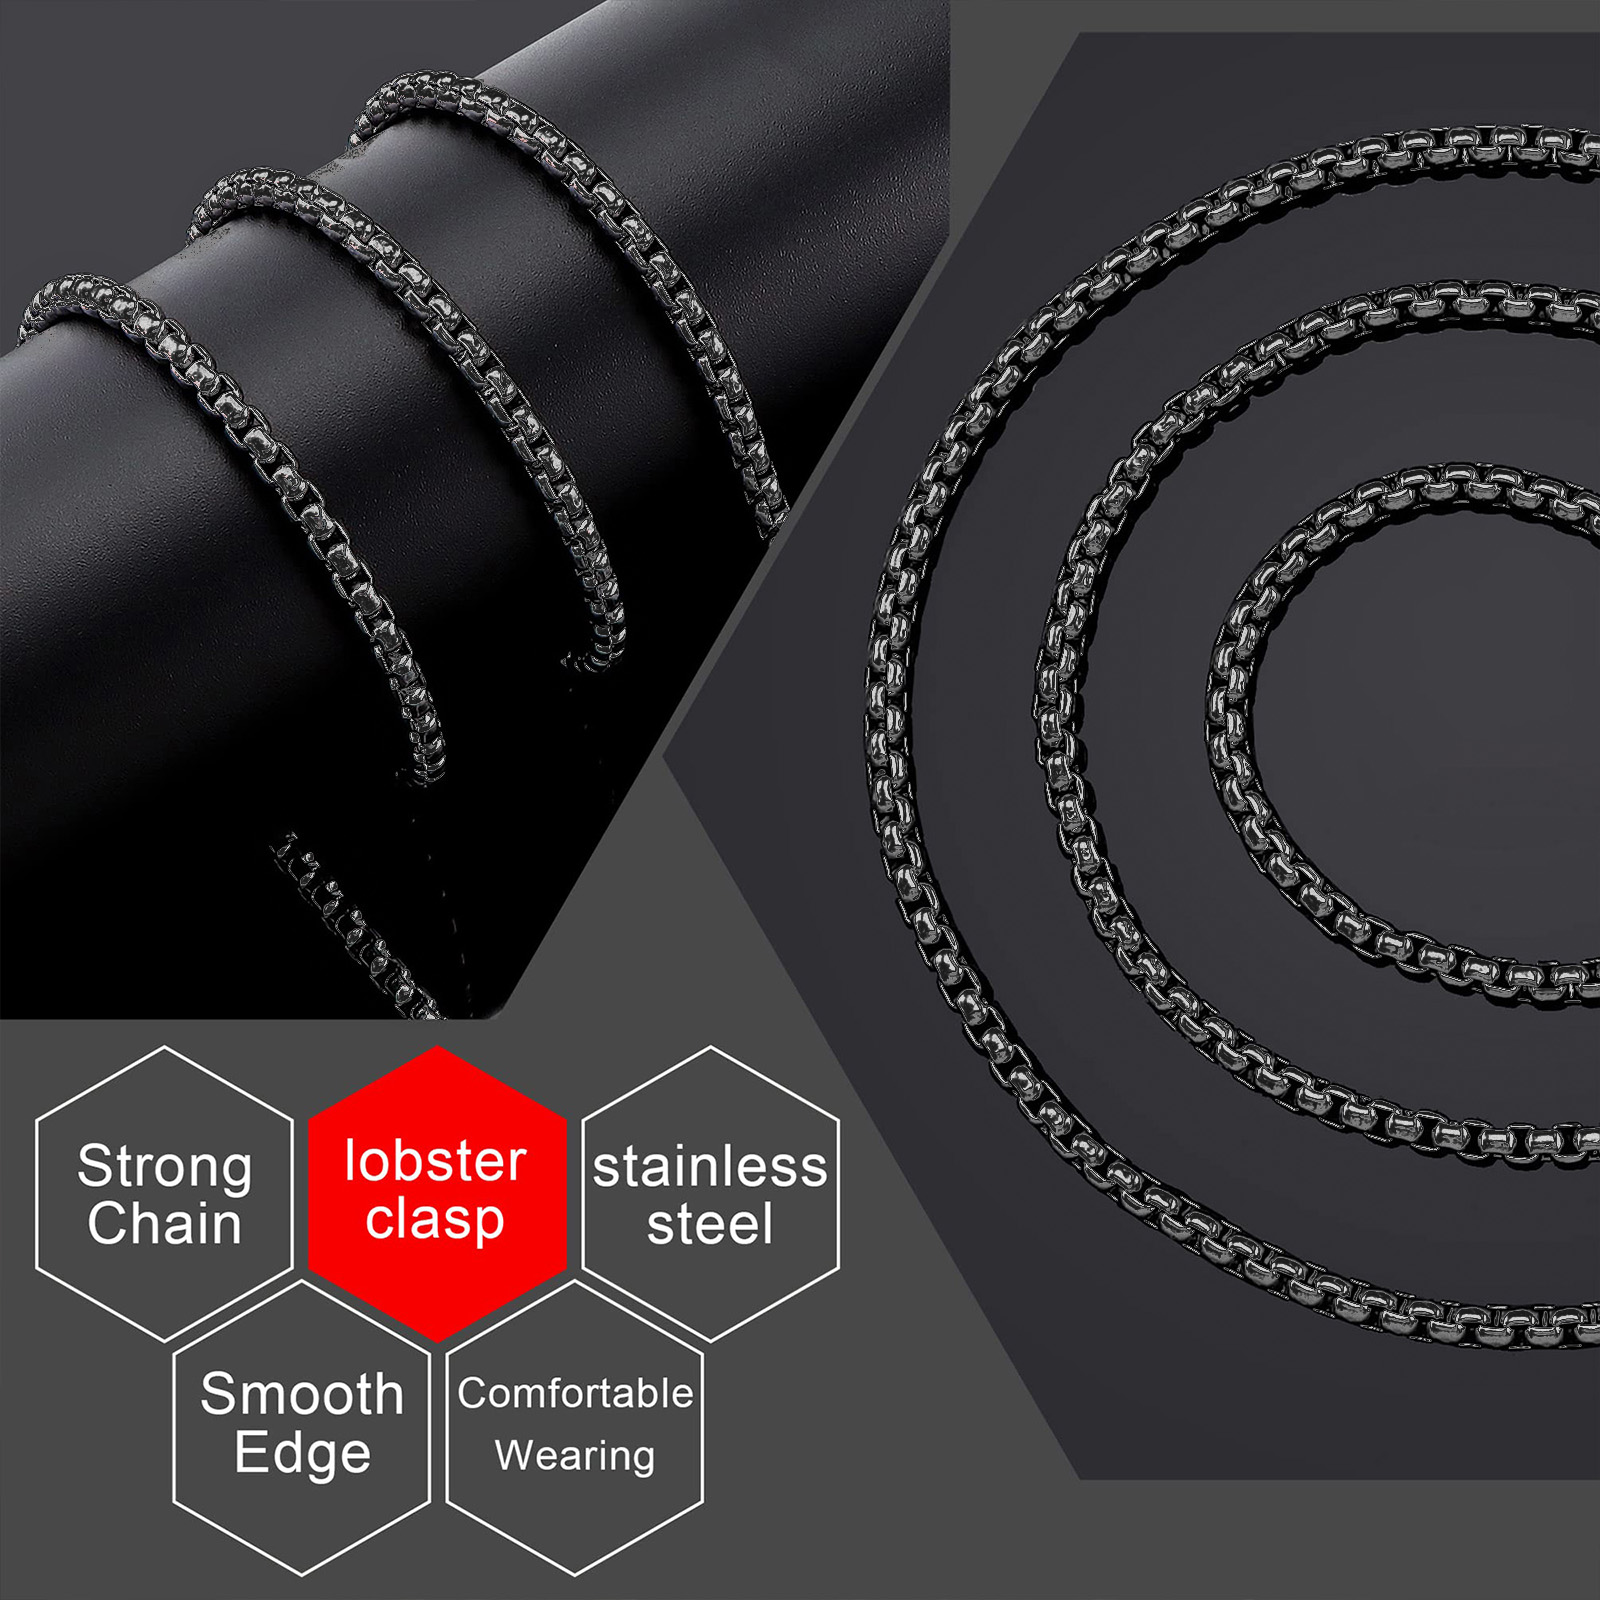 Strong
Chain
lobster
clasp
stainless
steel
Smooth
Edge
Comfortable
Wearing